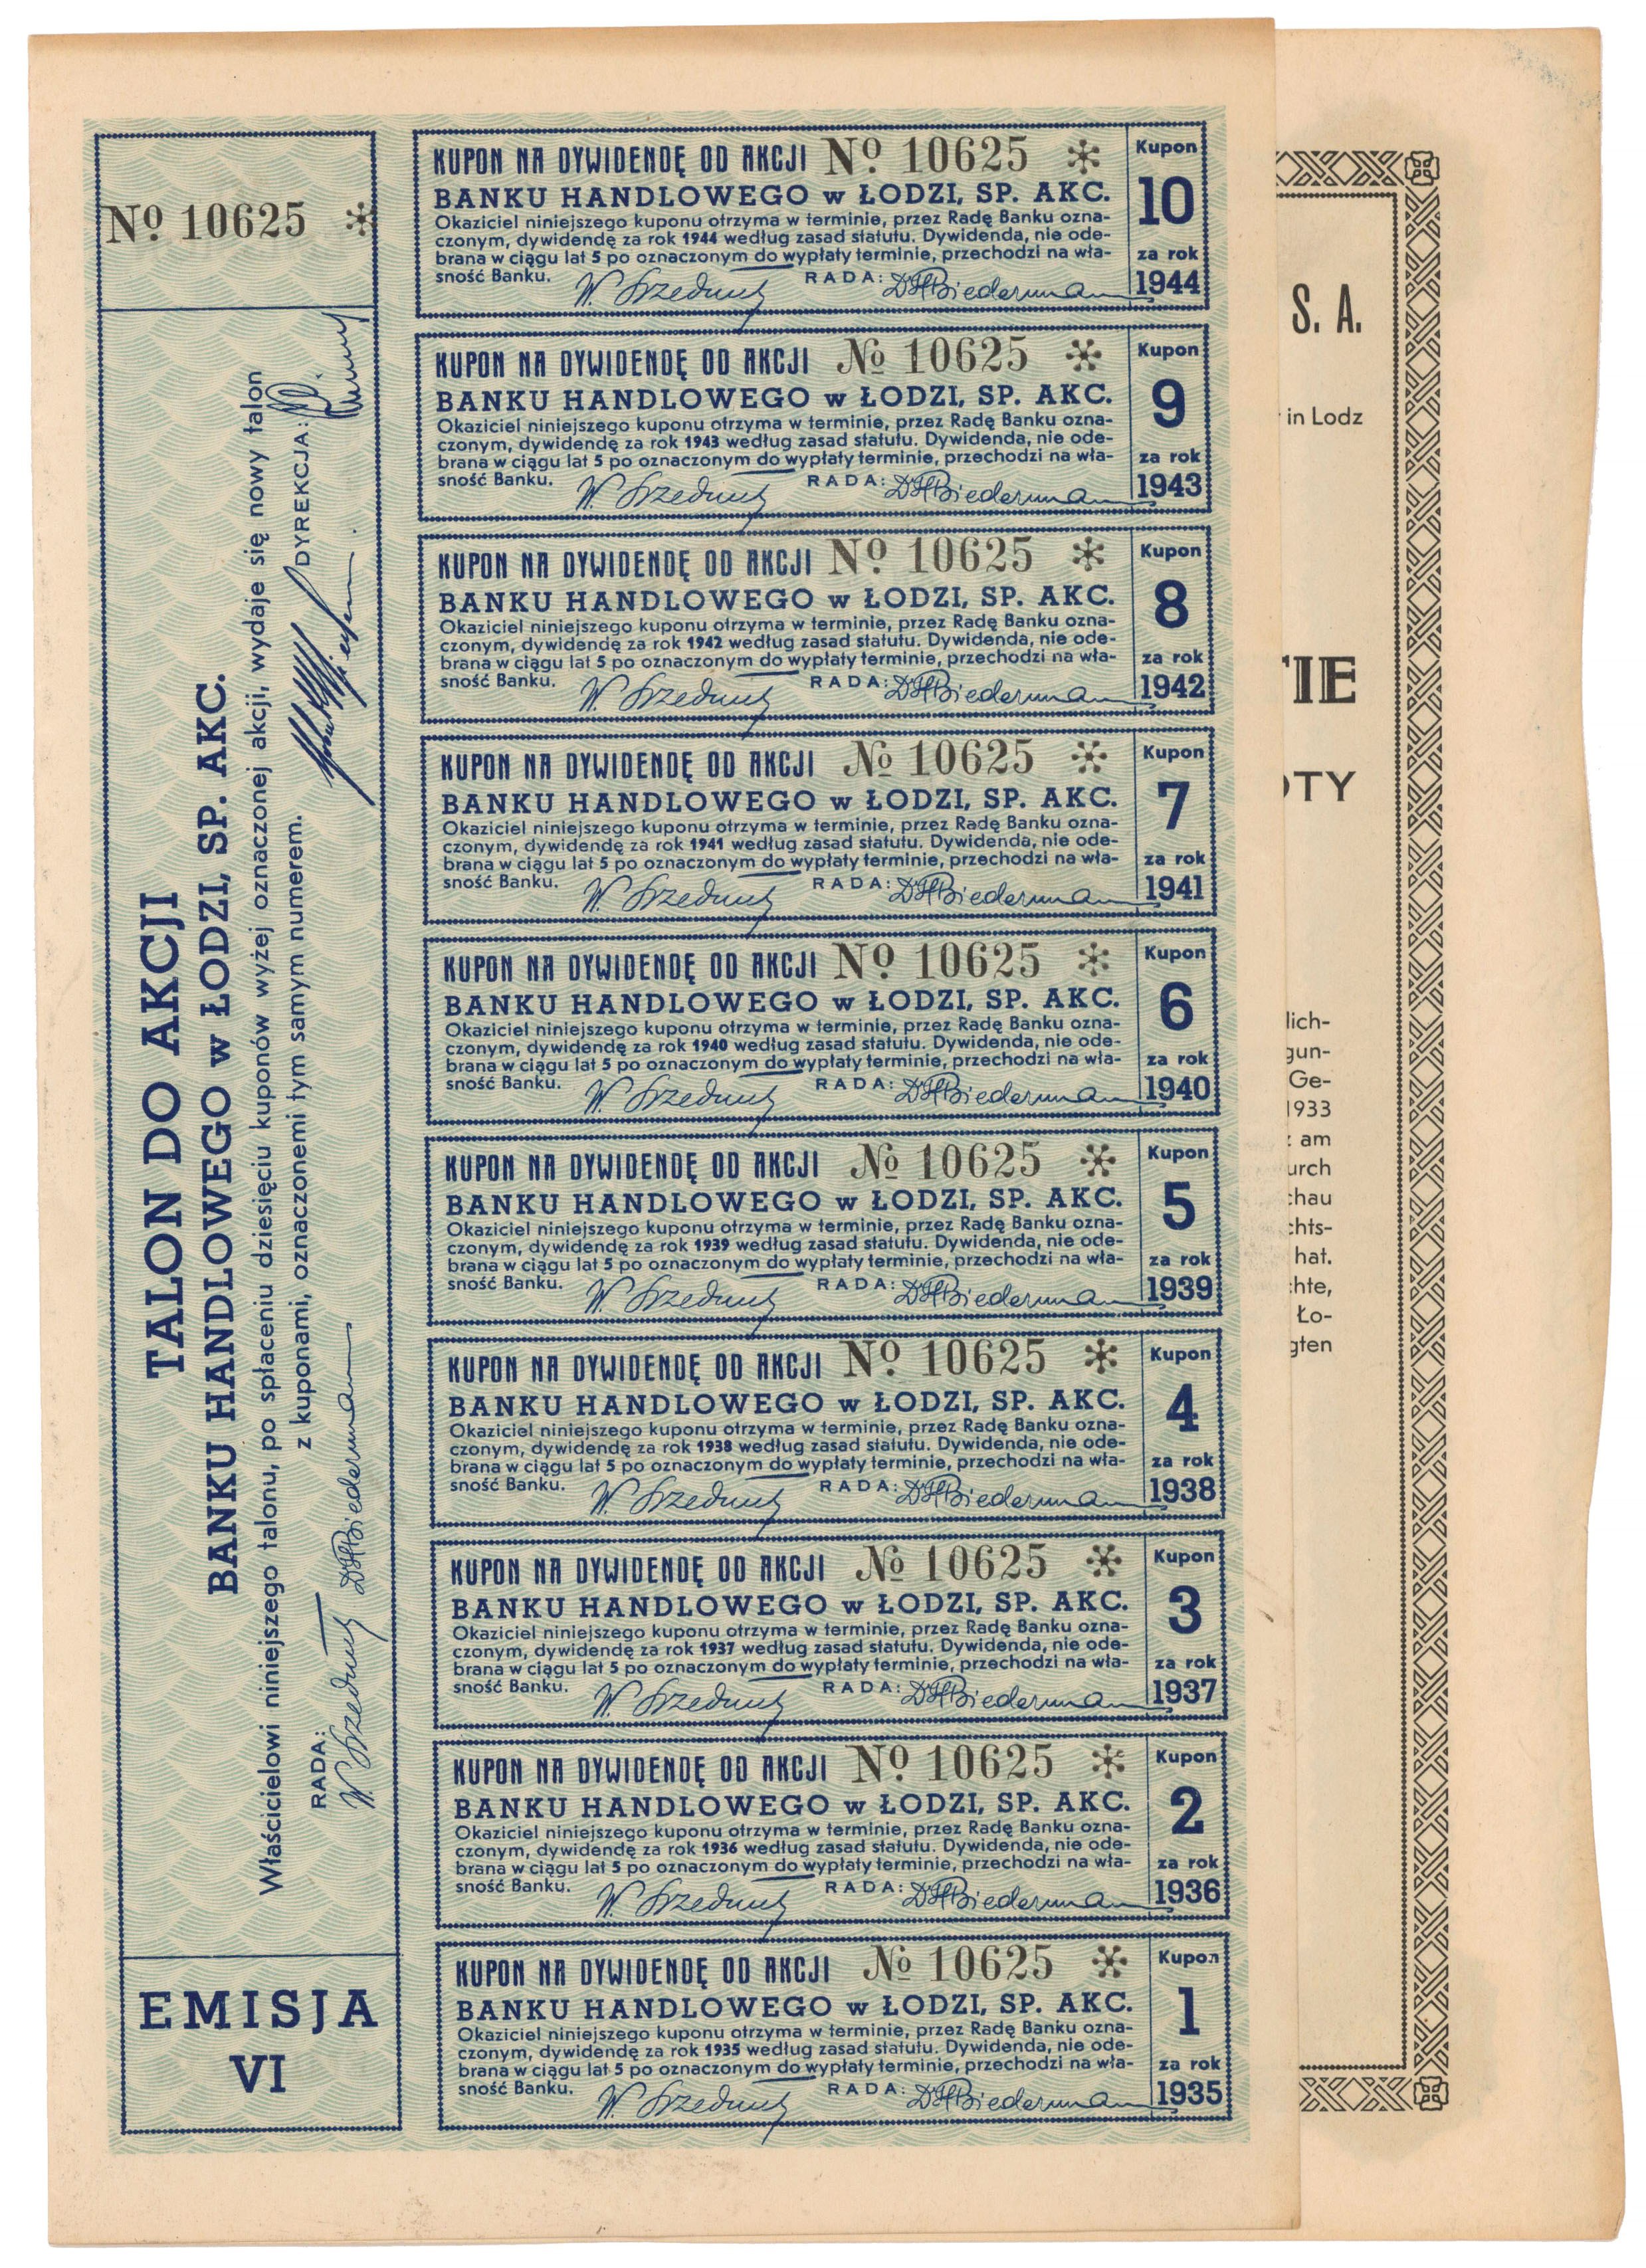 No 10625 *
TALON DO AKCJI
BANKU HANDLOWEGO w ŁODZI, SP. AKC.
Właścicielowi niniejszego talonu, po spłaceniu dziesięciu kuponów wyżej oznaczonej akcji, wydaje się nowy talon
z kuponami, oznaczonemi tym samym numerem.
RADA:
DYREKCJA:
EMISJA
VI
KUPON NA DYWIDENDĘ OD AKCJI No 10625 *
BANKU HANDLOWEGO w ŁODZI, SP. AKC.
Okaziciel niniejszego kuponu otrzyma w terminie, przez Radę Banku ozna-
czonym, dywidendę za rok 1944 według zasad statutu. Dywidenda, nie ode-
brana w ciągu lat 5 po oznaczonym do wypłaty terminie, przechodzi na wła-
sność Banku.
RADA: Biederman
Kupon
10
za rok
1944
KUPON NA DYWIDENDĘ OD AKCJI No 10625 *
BANKU HANDLOWEGO w ŁODZI, SP. AKC.
Okaziciel niniejszego kuponu otrzyma w terminie, przez Radę Banku ozna-
czonym, dywidendę za rok 1943 według zasad statutu. Dywidenda, nie ode-
brana w ciągu lat 5 po oznaczonym do wypłaty terminie, przechodzi na wła-
sność Banku.
RADA: Biederman
Kupon
9
za rok
1943
KUPON NA DYWIDENDĘ OD AKCJI No 10625 *
BANKU HANDLOWEGO w ŁODZI, SP. AKC.
Okaziciel niniejszego kuponu otrzyma w terminie, przez Radę Banku ozna-
czonym, dywidendę za rok 1942 według zasad statutu. Dywidenda, nie ode-
brana w ciągu lat 5 po oznaczonym do wypłaty terminie, przechodzi na wła-
sność Banku.
RADA: Biederman
Kupon
8
za rok
1942
KUPON NA DYWIDENDĘ OD AKCJI No 10625 *
BANKU HANDLOWEGO w ŁODZI, SP. AKC.
Okaziciel niniejszego kuponu otrzyma w terminie, przez Radę Banku ozna-
czonym, dywidendę za rok 1941 według zasad statutu. Dywidenda, nie ode-
brana w ciągu lat 5 po oznaczonym do wypłaty terminie, przechodzi na wła-
sność Banku.
RADA: Biederman
Kupon
7
za rok
1941
KUPON NA DYWIDENDĘ OD AKCJI No 10625 *
BANKU HANDLOWEGO w ŁODZI, SP. AKC.
Okaziciel niniejszego kuponu otrzyma w terminie, przez Radę Banku ozna-
czonym, dywidendę za rok 1940 według zasad statutu. Dywidenda, nie ode-
brana w ciągu lat 5 po oznaczonym do wypłaty terminie, przechodzi na wła-
sność Banku.
RADA: Biederman
Kupon
6
za rok
1940
KUPON NA DYWIDENDĘ OD AKCJI No 10625 *
BANKU HANDLOWEGO w ŁODZI, SP. AKC.
Okaziciel niniejszego kuponu otrzyma w terminie, przez Radę Banku ozna-
czonym, dywidendę za rok 1939 według zasad statutu. Dywidenda, nie ode-
brana w ciągu lat 5 po oznaczonym do wypłaty terminie, przechodzi na wła-
sność Banku.
RADA: Biederman
Kupon
5
za rok
1939
KUPON NA DYWIDENDĘ OD AKCJI No 10625 *
BANKU HANDLOWEGO w ŁODZI, SP. AKC.
Okaziciel niniejszego kuponu otrzyma w terminie, przez Radę Banku ozna-
czonym, dywidendę za rok 1938 według zasad statutu. Dywidenda, nie ode-
brana w ciągu lat 5 po oznaczonym do wypłaty terminie, przechodzi na wła-
sność Banku.
RADA: Biederman
Kupon
4
za rok
1938
KUPON NA DYWIDENDĘ OD AKCJI No 10625 *
BANKU HANDLOWEGO w ŁODZI, SP. AKC.
Okaziciel niniejszego kuponu otrzyma w terminie, przez Radę Banku ozna-
czonym, dywidendę za rok 1937 według zasad statutu. Dywidenda, nie ode-
brana w ciągu lat 5 po oznaczonym do wypłaty terminie, przechodzi na wła-
sność Banku.
RADA: Biederman
Kupon
3
za rok
1937
KUPON NA DYWIDENDĘ OD AKCJI No 10625 *
BANKU HANDLOWEGO w ŁODZI, SP. AKC.
Okaziciel niniejszego kuponu otrzyma w terminie, przez Radę Banku ozna-
czonym, dywidendę za rok 1936 według zasad statutu. Dywidenda, nie ode-
brana w ciągu lat 5 po oznaczonym do wypłaty terminie, przechodzi na wła-
sność Banku.
RADA: Biederman
Kupon
2
za rok
1936
KUPON NA DYWIDENDĘ OD AKCJI No 10625 *
BANKU HANDLOWEGO w ŁODZI, SP. AKC.
Okaziciel niniejszego kuponu otrzyma w terminie, przez Radę Banku ozna-
czonym, dywidendę za rok 1935 według zasad statutu. Dywidenda, nie ode-
brana w ciągu lat 5 po oznaczonym do wypłaty terminie, przechodzi na wła-
sność Banku.
RADA: Biederman
Kupon
1
za rok
1935
S. A.
in Lodz
IE
TY
lich-
gun-
Ge-
1933
am
urch
chau
chts-
hat.
hte,
Ło-
gten